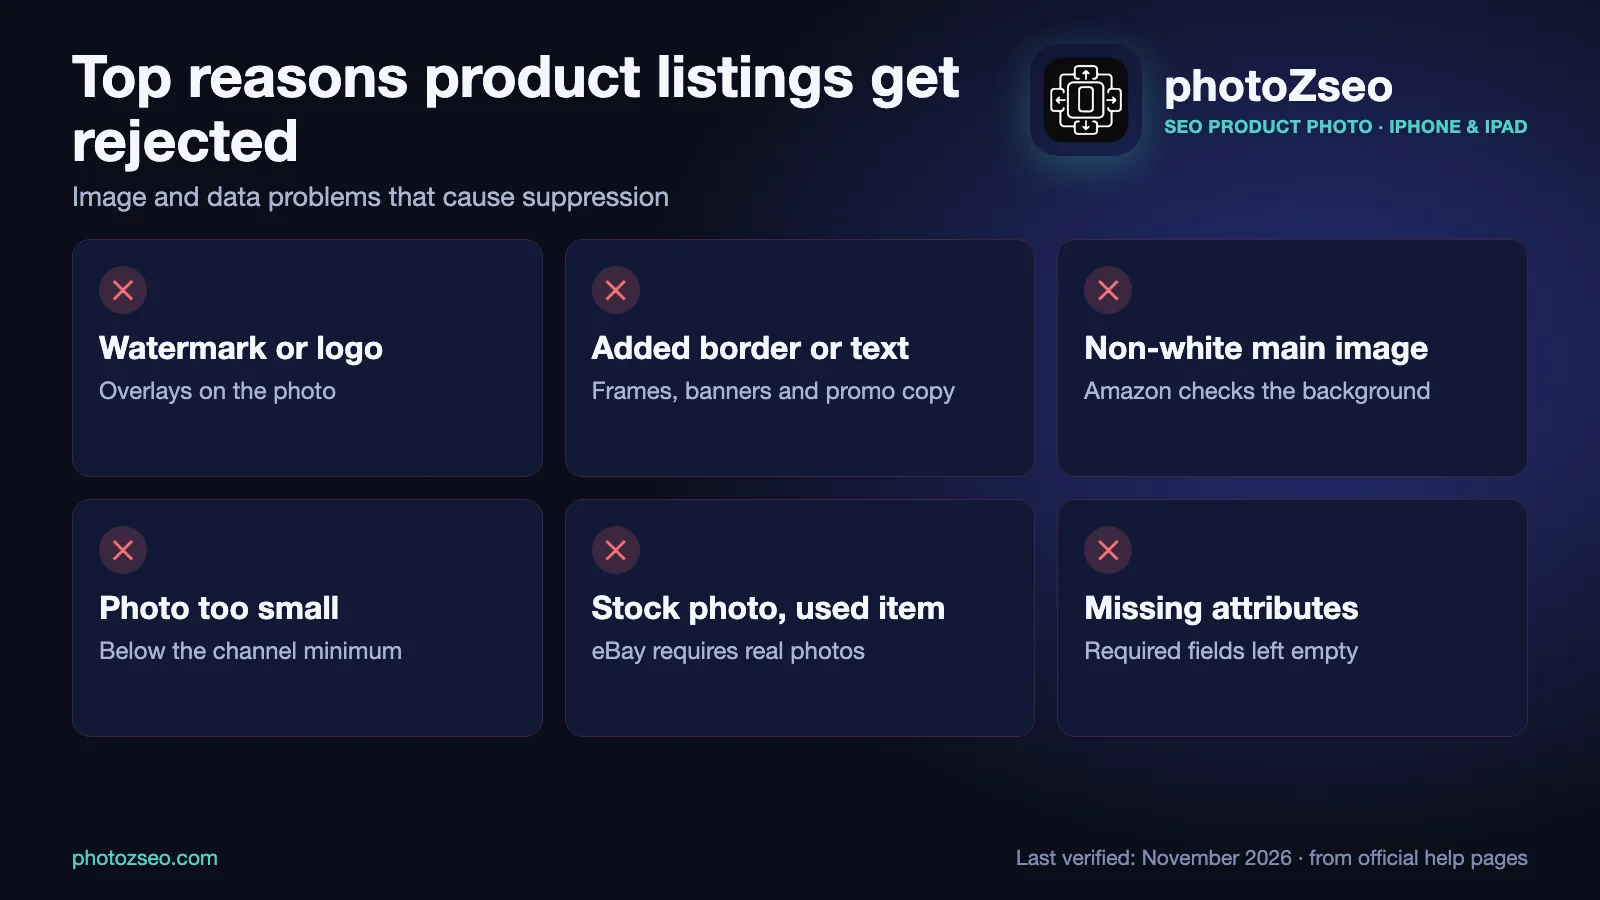 Top reasons product listings get
rejected
Image and data problems that cause suppression
photoZseo
SEO PRODUCT PHOTO · IPHONE & IPAD
Watermark or logo
Overlays on the photo
Added border or text
Frames, banners and promo copy
Non-white main image
Amazon checks the background
Photo too small
Below the channel minimum
Stock photo, used item
eBay requires real photos
Missing attributes
Required fields left empty
photozseo.com
Last verified: November 2026 · from official help pages